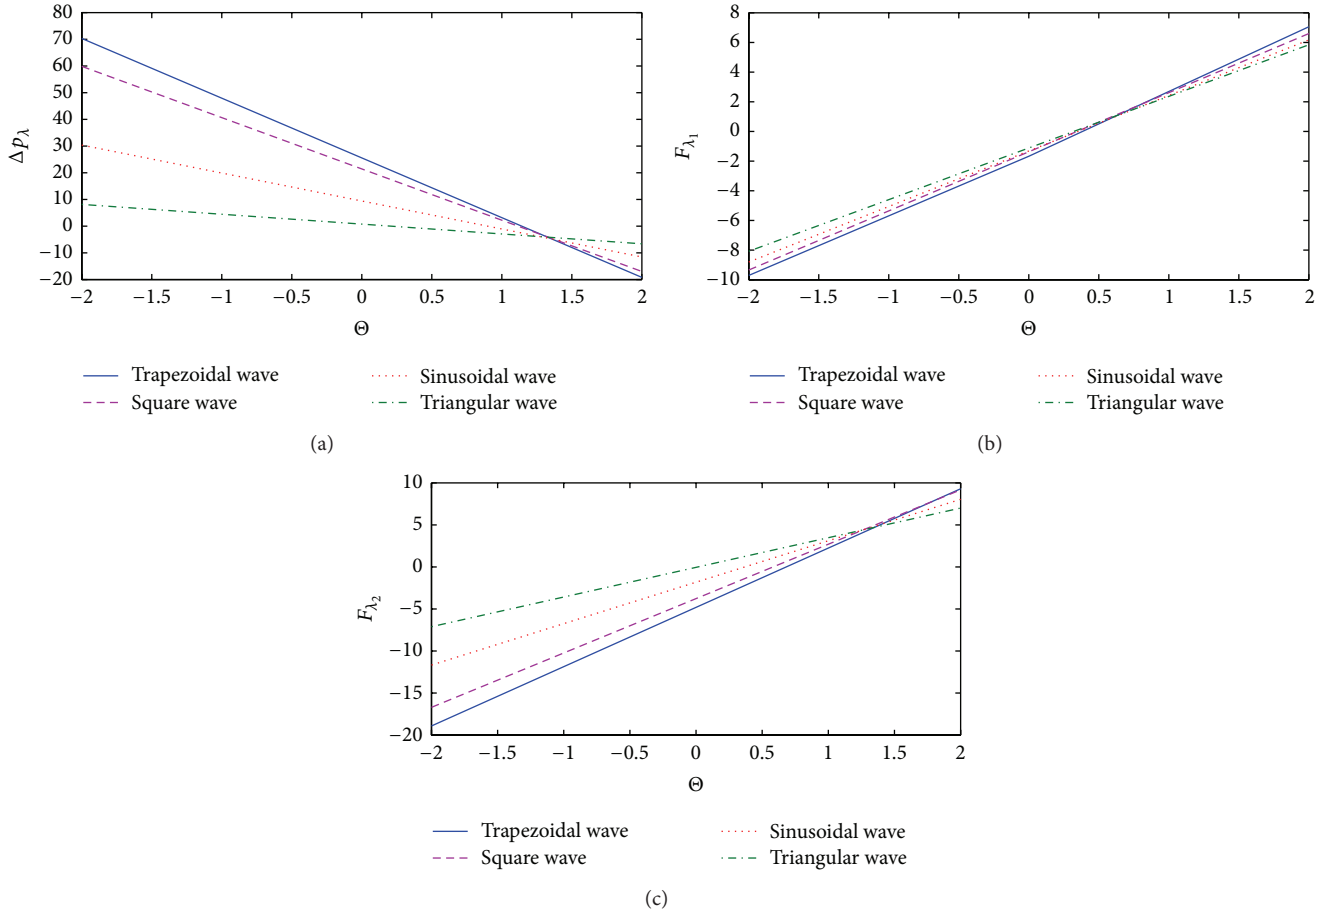 80
70
60
50
40
30
20
10
0
−10
−20
Δp_λ
−2 −1.5 −1 −0.5 0 0.5 1 1.5 2
Θ
Trapezoidal wave
Square wave
Sinusoidal wave
Triangular wave
(a)
8
6
4
2
0
−2
−4
−6
−8
−10
F_λ₁
−2 −1.5 −1 −0.5 0 0.5 1 1.5 2
Θ
Trapezoidal wave
Square wave
Sinusoidal wave
Triangular wave
(b)
10
5
0
−5
−10
−15
−20
F_λ₂
−2 −1.5 −1 −0.5 0 0.5 1 1.5 2
Θ
Trapezoidal wave
Square wave
Sinusoidal wave
Triangular wave
(c)